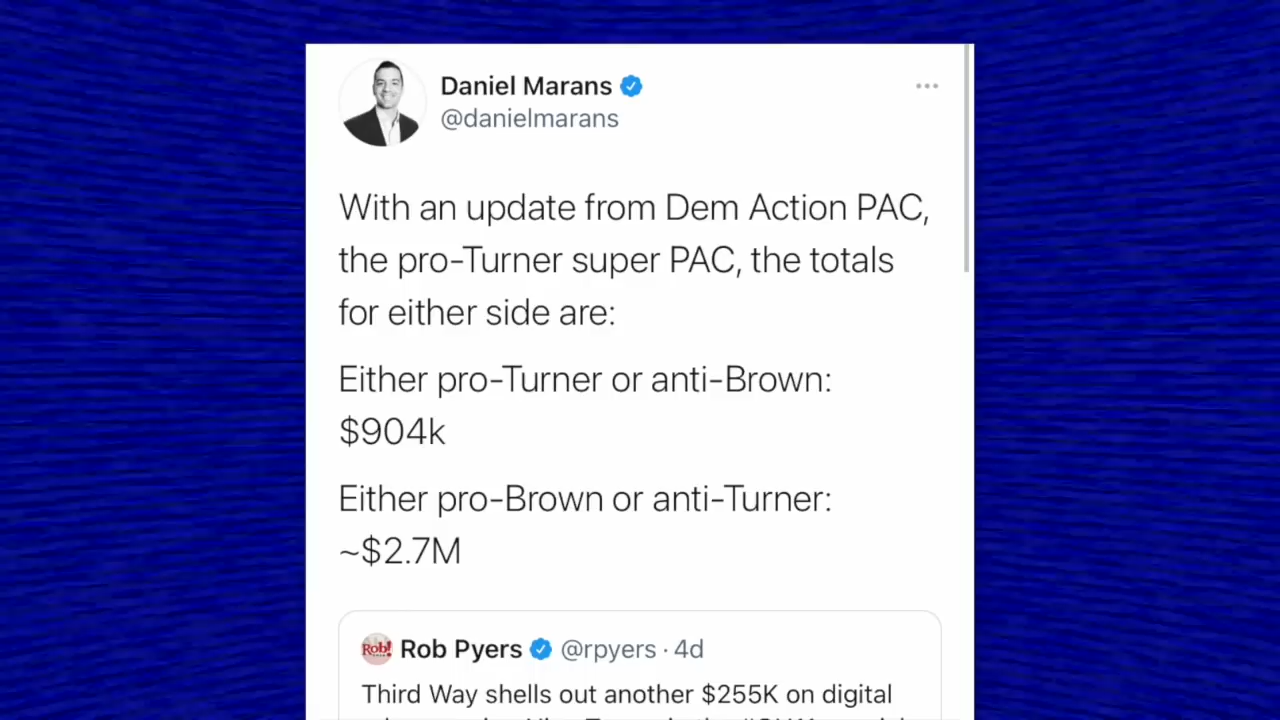 Daniel Marans
@danielmarans
With an update from Dem Action PAC,
the pro-Turner super PAC, the totals
for either side are:
Either pro-Turner or anti-Brown:
$904k
Either pro-Brown or anti-Turner:
~$2.7M
Rob!
Rob Pyers @rpyers · 4d
Third Way shells out another $255K on digital